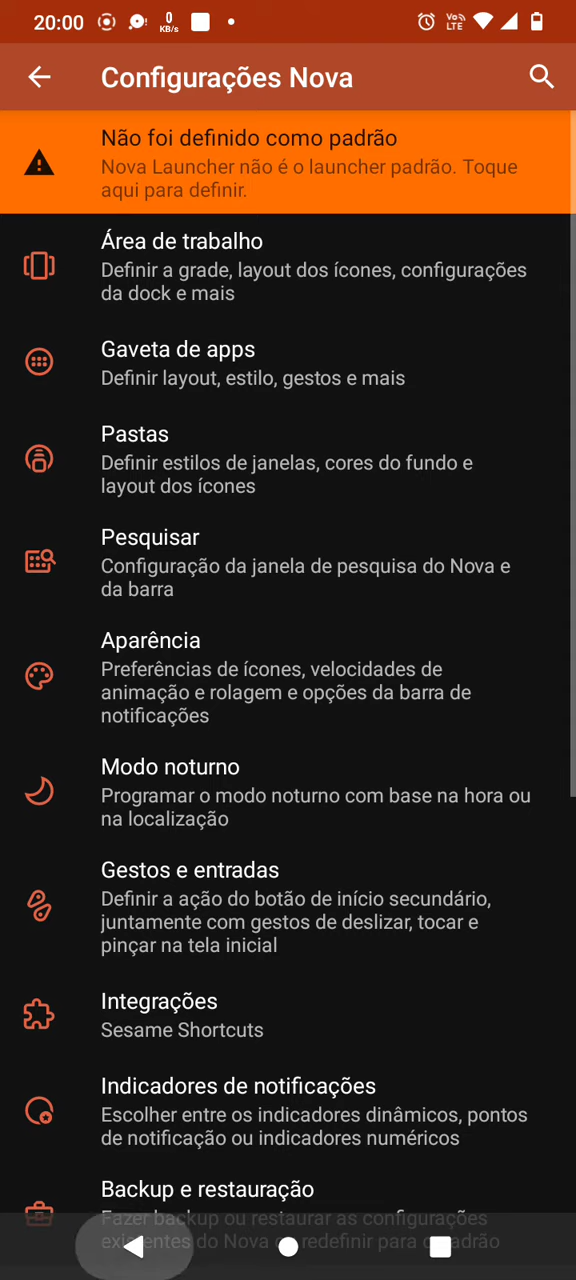 20:00
0
KB/s
Vo))
LTE
Configurações Nova
Não foi definido como padrão
Nova Launcher não é o launcher padrão. Toque
aqui para definir.
Área de trabalho
Definir a grade, layout dos ícones, configurações
da dock e mais
Gaveta de apps
Definir layout, estilo, gestos e mais
Pastas
Definir estilos de janelas, cores do fundo e
layout dos ícones
Pesquisar
Configuração da janela de pesquisa do Nova e
da barra
Aparência
Preferências de ícones, velocidades de
animação e rolagem e opções da barra de
notificações
Modo noturno
Programar o modo noturno com base na hora ou
na localização
Gestos e entradas
Definir a ação do botão de início secundário,
juntamente com gestos de deslizar, tocar e
pinçar na tela inicial
Integrações
Sesame Shortcuts
Indicadores de notificações
Escolher entre os indicadores dinâmicos, pontos
de notificação ou indicadores numéricos
Backup e restauração
Fazer backup ou restaurar as configurações
existentes do Nova ou redefinir para o padrão